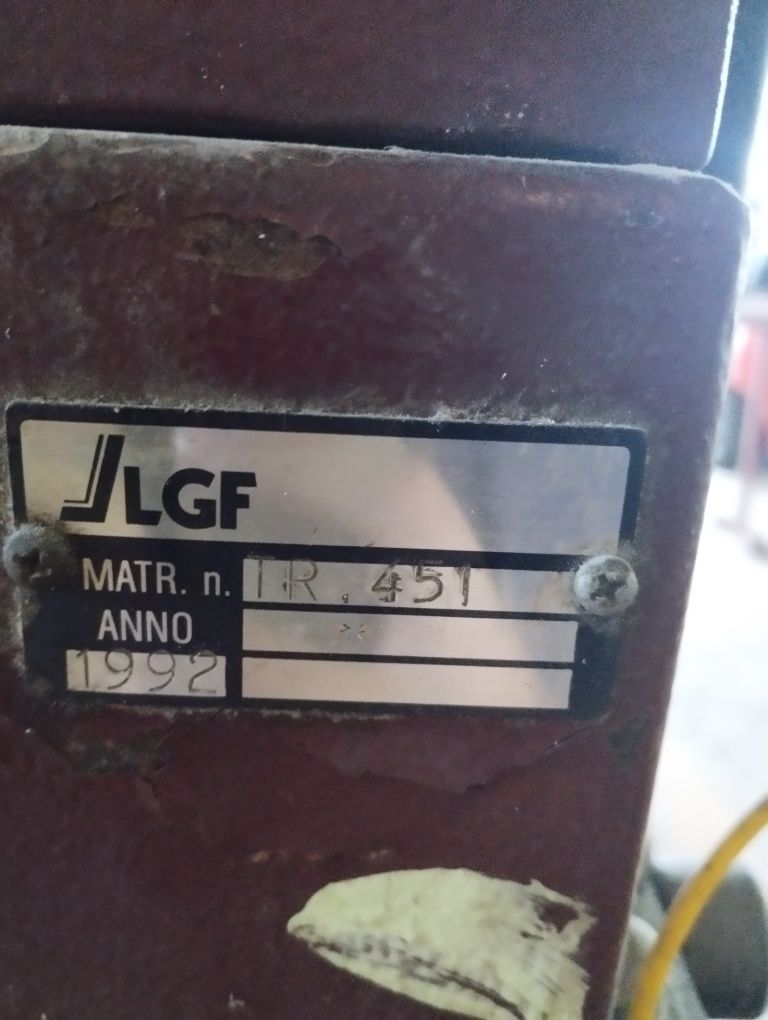 LGF
MATR. n. TR.451
ANNO
1992